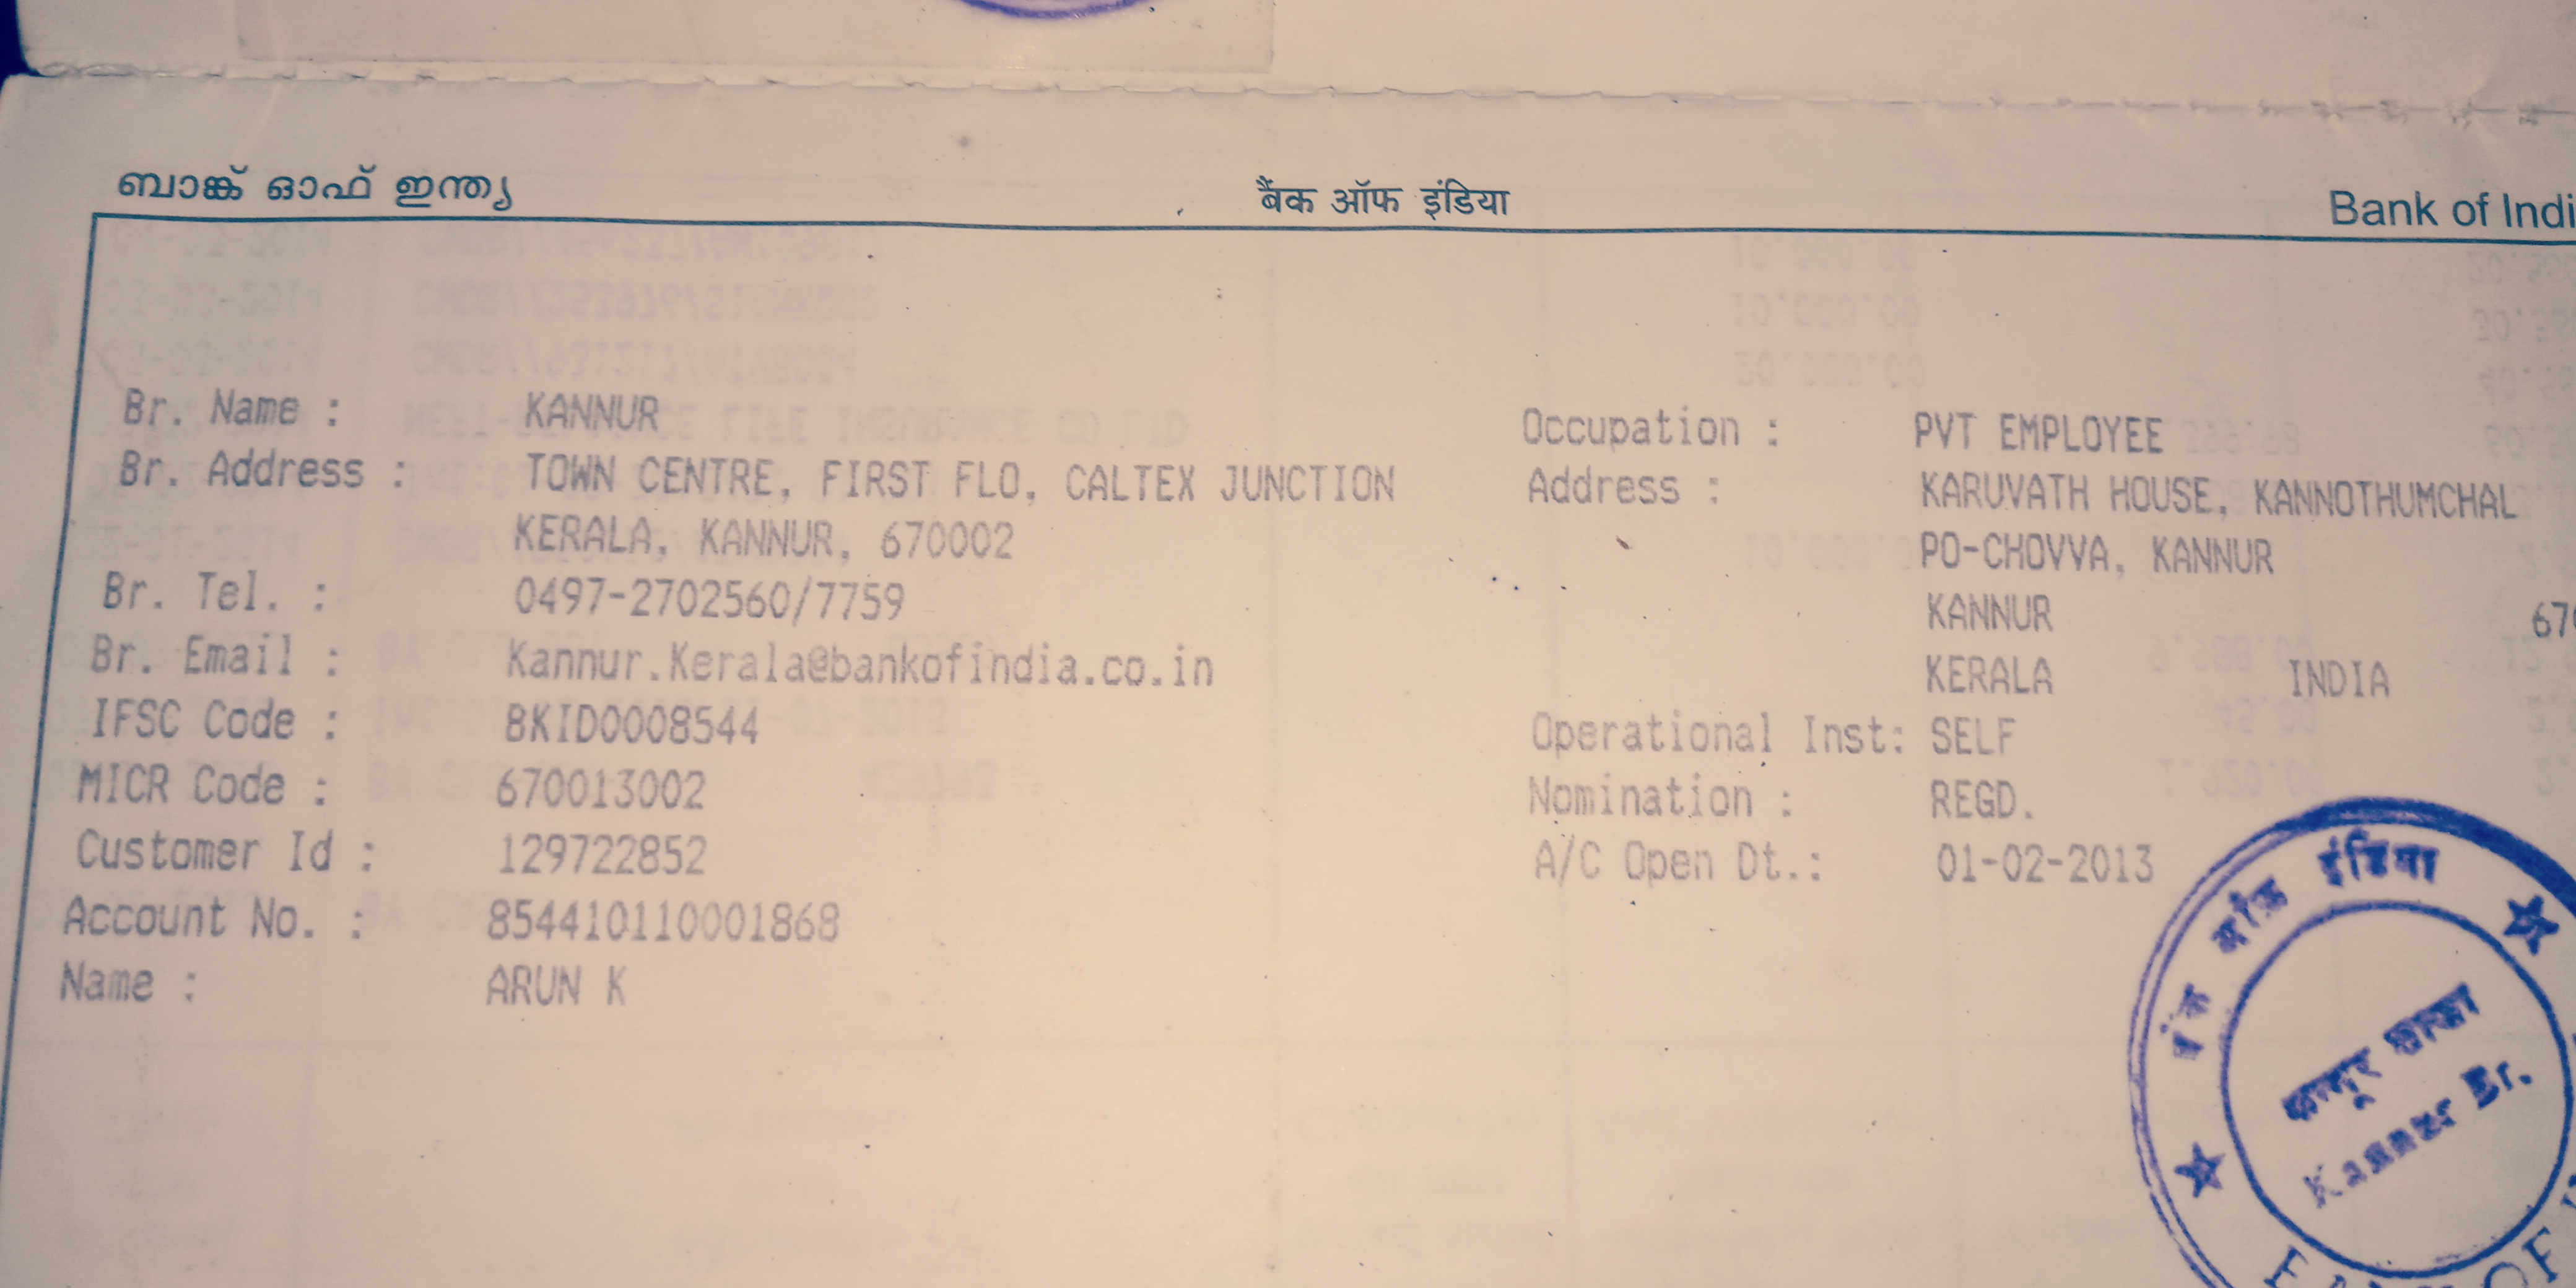 ബാങ്ക് ഓഫ് ഇന്ത്യ बैंक ऑफ इंडिया Bank of Indi
Br. Name : KANNUR
Br. Address : TOWN CENTRE, FIRST FLO, CALTEX JUNCTION
KERALA, KANNUR, 670002
Br. Tel. : 0497-2702560/7759
Br. Email : Kannur.Kerala@bankofindia.co.in
IFSC Code : BKID0008544
MICR Code : 670013002
Customer Id : 129722852
Account No. : 854410110001868
Name : ARUN K
Occupation : PVT EMPLOYEE
Address : KARUVATH HOUSE, KANNOTHUMCHAL
PO-CHOVVA, KANNUR
KANNUR 670
KERALA INDIA
Operational Inst: SELF
Nomination : REGD.
A/C Open Dt.: 01-02-2013
बैंक ऑफ इंडिया
कन्नूर शाखा
Kannur Br.